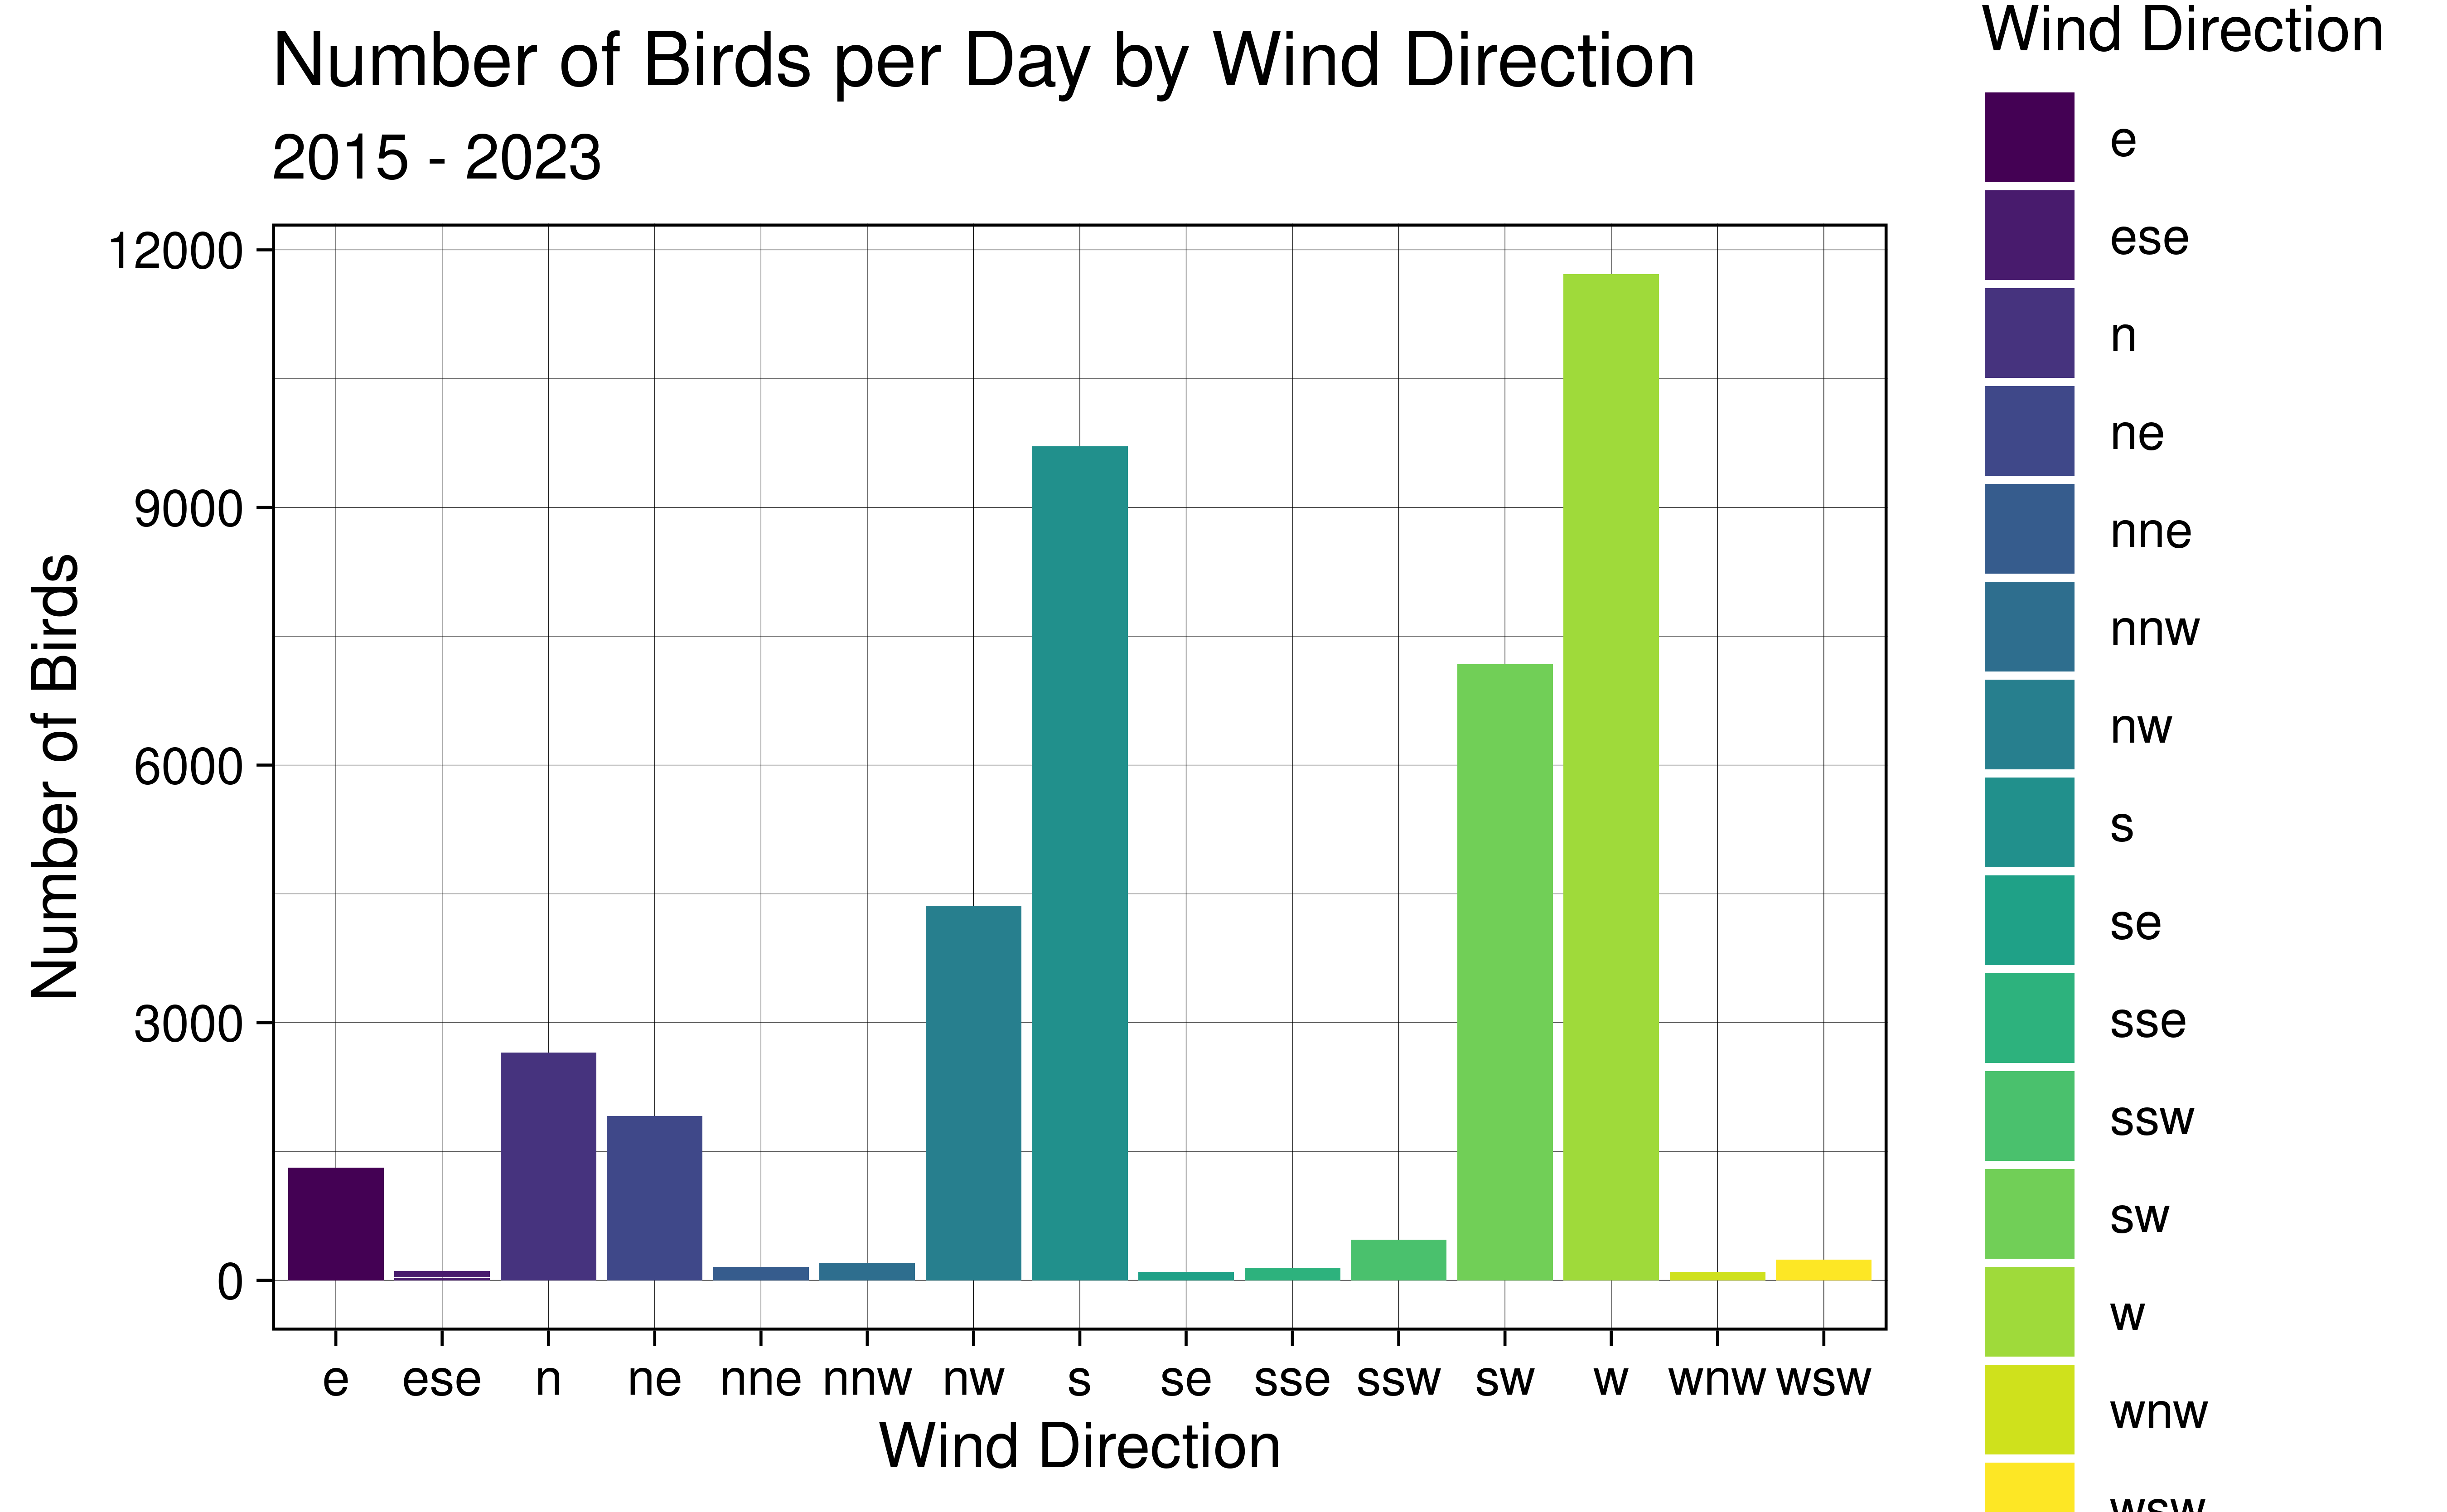 Number of Birds per Day by Wind Direction
2015 - 2023
Number of Birds
12000
9000
6000
3000
0
e ese n ne nne nnw nw s se sse ssw sw w wnw wsw
Wind Direction
Wind Direction
e
ese
n
ne
nne
nnw
nw
s
se
sse
ssw
sw
w
wnw
wsw